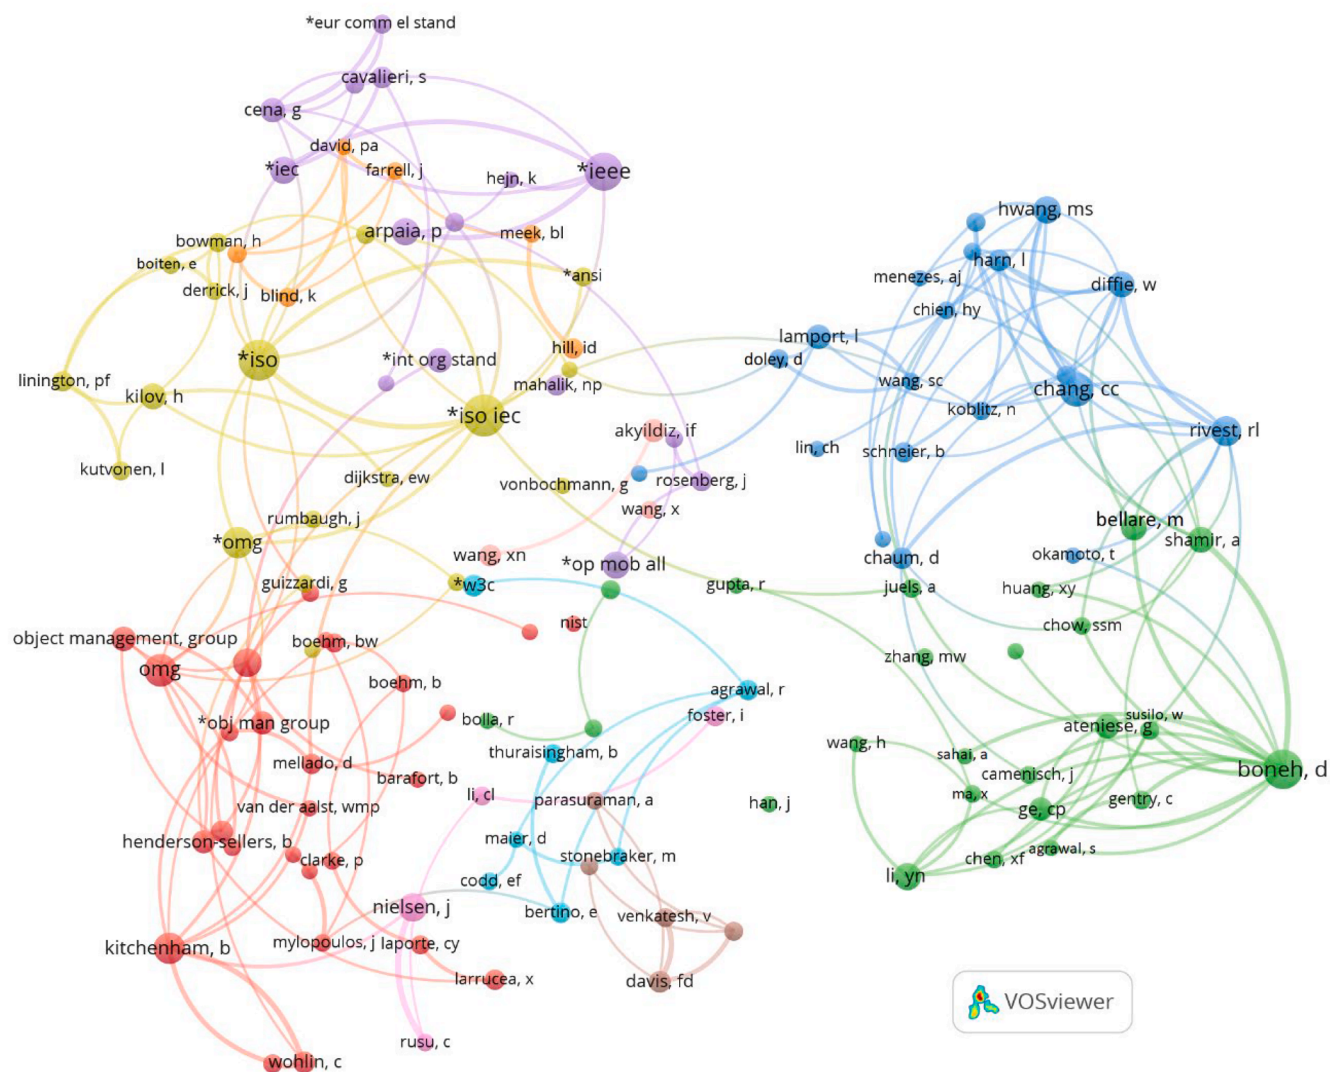 *eur comm el stand
cavalieri, s
cena, g
david, pa
*iec
farrell, j
hejn, k
*ieee
hwang, ms
bowman, h
arpaia, p
meek, bl
boiten, e
harn, l
derrick, j
blind, k
*ansi
menezes, aj
diffie, w
chien, hy
lamport, l
*iso
*int org stand
hill, id
doley, d
linington, pf
kilov, h
mahalik, np
wang, sc
chang, cc
*iso iec
koblitz, n
akyildiz, if
rivest, rl
kutvonen, l
lin, ch
schneier, b
dijkstra, ew
vonbochmann, g
rosenberg, j
rumbaugh, j
wang, x
bellare, m
shamir, a
*omg
wang, xn
*op mob all
chaum, d
okamoto, t
guizzardi, g
*w3c
gupta, r
juels, a
huang, xy
object management, group
boehm, bw
nist
chow, ssm
omg
zhang, mw
boehm, b
agrawal, r
*obj man group
bolla, r
foster, i
ateniese, g
susilo, w
thuraisingham, b
wang, h
sahai, a
mellado, d
barafort, b
camenisch, j
boneh, d
van der aalst, wmp
li, cl
parasuraman, a
han, j
ma, x
ge, cp
gentry, c
henderson-sellers, b
maier, d
clarke, p
stonebraker, m
chen, xf
agrawal, s
codd, ef
li, yn
nielsen, j
bertino, e
venkatesh, v
kitchenham, b
mylopoulos, j
laporte, cy
larrucea, x
davis, fd
rusu, c
wohlin, c
VOSviewer